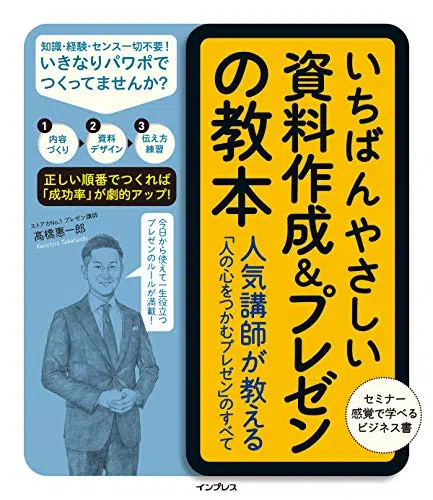 知識・経験・センス一切不要!
いきなりパワポで
つくってませんか?
1
内容
づくり
2
資料
デザイン
3
伝え方
練習
正しい順番でつくれば
「成功率」が劇的アップ!
ストアカNo.1 プレゼン講師
髙橋惠一郎
Keiichiro Takahashi
今日から使えて一生役立つ
プレゼンのルールが満載!
いちばんやさしい
資料作成&プレゼン
の教本
人気講師が教える
「人の心をつかむプレゼン」のすべて
セミナー
感覚で学べる
ビジネス書
インプレス